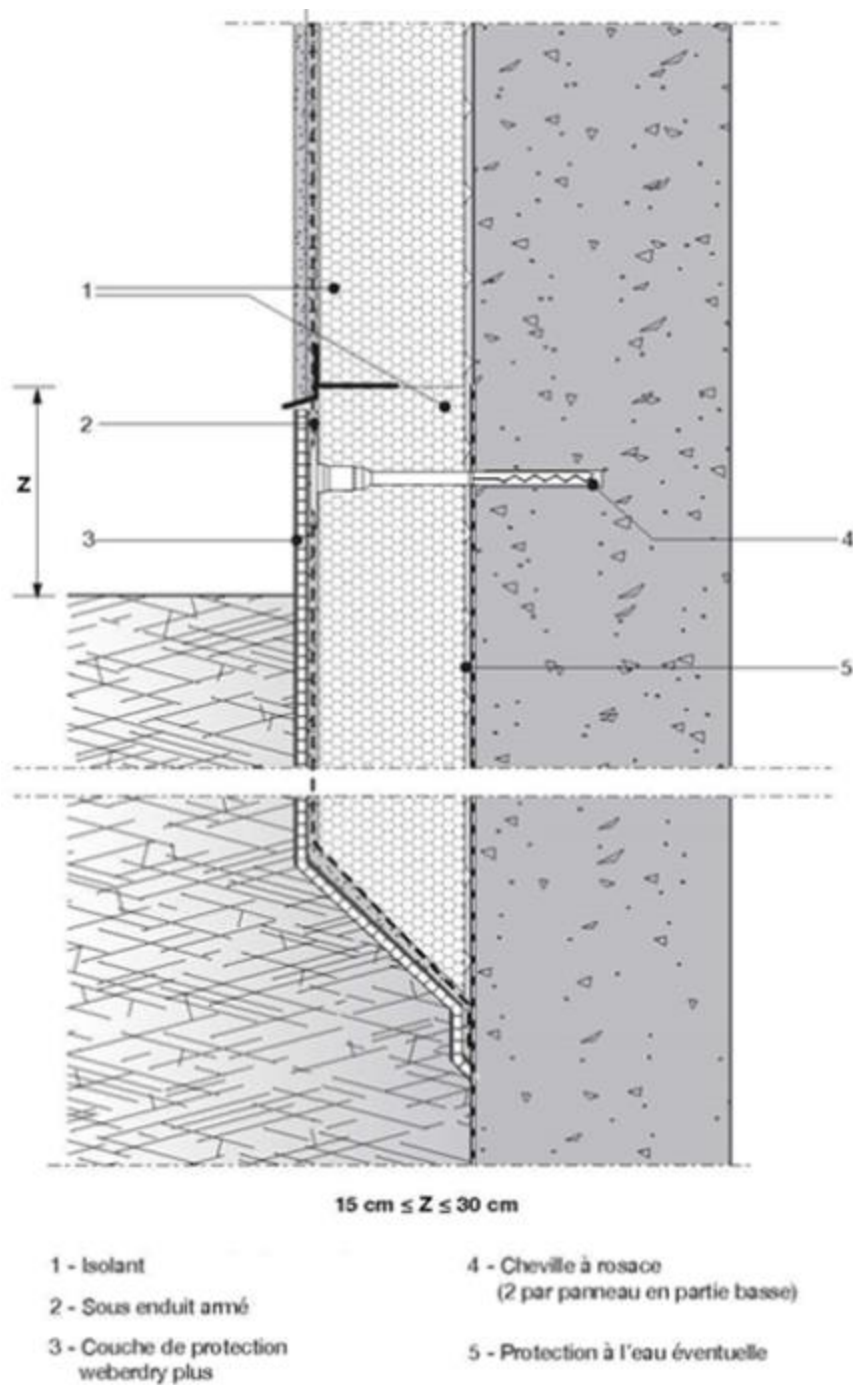 1
2
Z
3
4
5
15 cm ≤ Z ≤ 30 cm
1 - Isolant
2 - Sous enduit armé
3 - Couche de protection
weberdry plus
4 - Cheville à rosace
(2 par panneau en partie basse)
5 - Protection à l'eau éventuelle